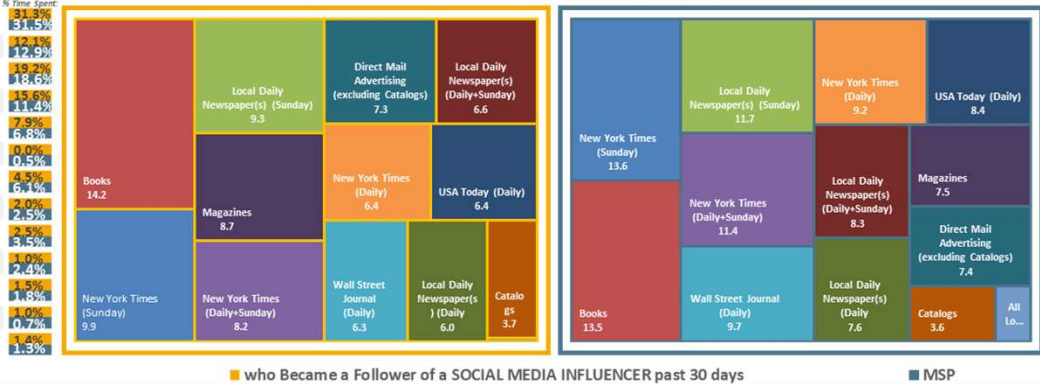 % Time Spent:
31.3%
31.5%
12.1%
12.9%
19.2%
18.6%
15.6%
11.4%
7.9%
6.8%
0.0%
0.5%
4.5%
6.1%
2.0%
2.5%
2.5%
3.5%
1.0%
2.4%
1.5%
1.8%
1.0%
0.7%
1.4%
1.3%
Books
14.2
New York Times
(Sunday)
9.9
Local Daily
Newspaper(s) (Sunday)
9.3
Magazines
8.7
New York Times
(Daily+Sunday)
8.2
Direct Mail
Advertising
(excluding Catalogs)
7.3
Local Daily
Newspaper(s)
(Daily+Sunday)
6.6
New York Times
(Daily)
6.4
USA Today (Daily)
6.4
Wall Street
Journal
(Daily)
6.3
Local Daily
Newspaper(s
) (Daily
6.0
Catalo
gs
3.7
New York Times
(Sunday)
13.6
Books
13.5
Local Daily
Newspaper(s) (Sunday)
11.7
New York Times
(Daily+Sunday)
11.4
Wall Street Journal
(Daily)
9.7
New York Times
(Daily)
9.2
USA Today (Daily)
8.4
Local Daily
Newspaper(s)
(Daily+Sunday)
8.3
Local Daily
Newspaper(s)
(Daily
7.6
Magazines
7.5
Direct Mail
Advertising
(excluding Catalogs)
7.4
Catalogs
3.6
All
Lo...
who Became a Follower of a SOCIAL MEDIA INFLUENCER past 30 days
MSP